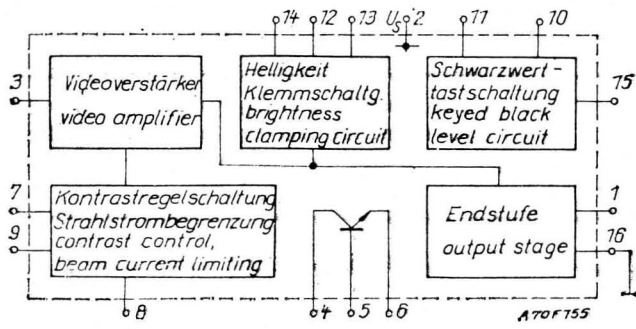 14 12 13 Us 2 11 10
3
Videoverstärker
video amplifier
Helligkeit
Klemmschaltg.
brightness
clamping circuit
Schwarzwert-
tastschaltung
keyed black
level circuit
15
7
9
Kontrastregelschaltung
Strahlstrombegrenzung
contrast control,
beam current limiting
Endstufe
output stage
1
16
8 4 5 6
A70F755